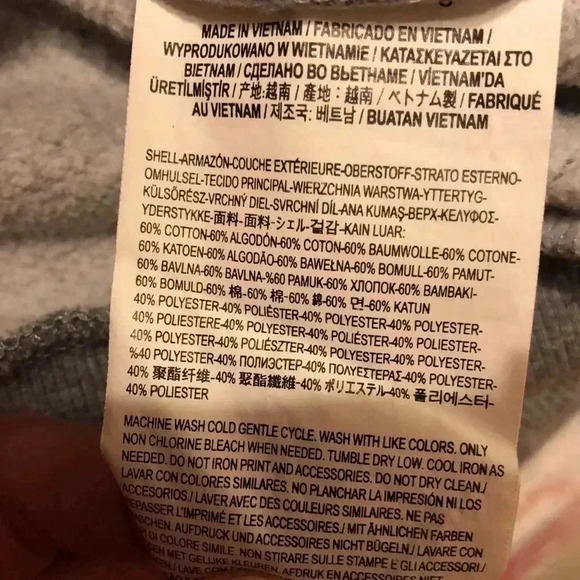 MADE IN VIETNAM / FABRICADO EN VIETNAM /
WYPRODUKOWANO W WIETNAMIE / ΚΑΤΑΣΚΕΥΑΖΕΤΑΙ ΣΤΟ
BIETNAM / СДЕЛАНО ВО ВЬЕТНАМЕ / VİETNAM'DA
ÜRETİLMİŞTİR / 产地:越南 / 產地:越南 / ベトナム製 / FABRIQUÉ
AU VIETNAM / 제조국: 베트남 / BUATAN VIETNAM
SHELL-ARMAZÓN-COUCHE EXTÉRIEURE-OBERSTOFF-STRATO ESTERNO-
OMHULSEL-TECIDO PRINCIPAL-WIERZCHNIA WARSTWA-YTTERTYG-
KÜLSŐRÉSZ-VRCHNÝ DIEL-SVRCHNÍ DÍL-ANA KUMAŞ-ВЕРХ-ΚΕΛΥΦΟΣ-
YDERSTYKKE-面料-面料-シェル-겉감-KAIN LUAR:
60% COTTON-60% ALGODÓN-60% COTON-60% BAUMWOLLE-60% COTONE-
60% KATOEN-60% ALGODÃO-60% BAWEŁNA-60% BOMULL-60% PAMUT-
60% BAVLNA-60% BAVLNA-%60 PAMUK-60% ХЛОПОК-60% ΒΑΜΒΑΚΙ-
60% BOMULD-60% 棉-60% 棉-60% 綿-60% 면-60% KATUN
40% POLYESTER-40% POLIÉSTER-40% POLYESTER-40% POLYESTER-
40% POLIESTERE-40% POLYESTER-40% POLIÉSTER-40% POLIESTER-
40% POLYESTER-40% POLIÉSZTER-40% POLYESTER-40% POLYESTER-
%40 POLYESTER-40% ПОЛИЭСТЕР-40% ΠΟΛΥΕΣΤΕΡΑΣ-40% POLYESTER-
40% 聚酯纤维-40% 聚酯纖維-40% ポリエステル-40% 폴리에스터-
40% POLIESTER
MACHINE WASH COLD GENTLE CYCLE. WASH WITH LIKE COLORS. ONLY
NON CHLORINE BLEACH WHEN NEEDED. TUMBLE DRY LOW. COOL IRON AS
NEEDED. DO NOT IRON PRINT AND ACCESSORIES. DO NOT DRY CLEAN./
LAVAR CON COLORES SIMILARES. NO PLANCHAR LA IMPRESIÓN NI LOS
ACCESORIOS./ LAVER AVEC DES COULEURS SIMILAIRES. NE PAS
REPASSER L'IMPRIMÉ ET LES ACCESSOIRES./ MIT ÄHNLICHEN FARBEN
AUFDRUCK UND ACCESSOIRES NICHT BÜGELN./ LAVARE CON
DI COLORE SIMILE. NON STIRARE SULLE STAMPE E GLI ACCESSORI./
MET GELIJKE KLEUREN. AFDRUK EN ACCESSOIRES NIET